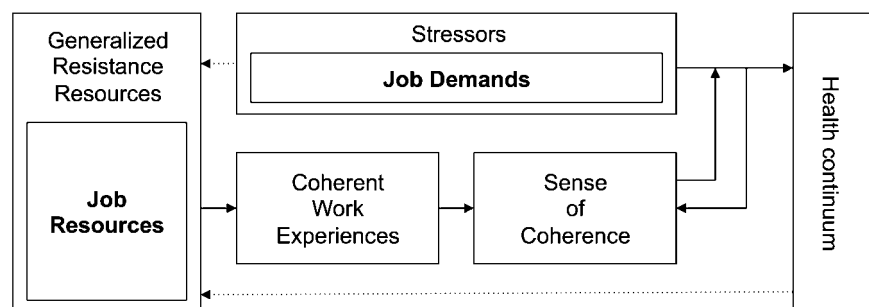 Generalized
Resistance
Resources
Job
Resources
Stressors
Job Demands
Coherent
Work
Experiences
Sense
of
Coherence
Health continuum